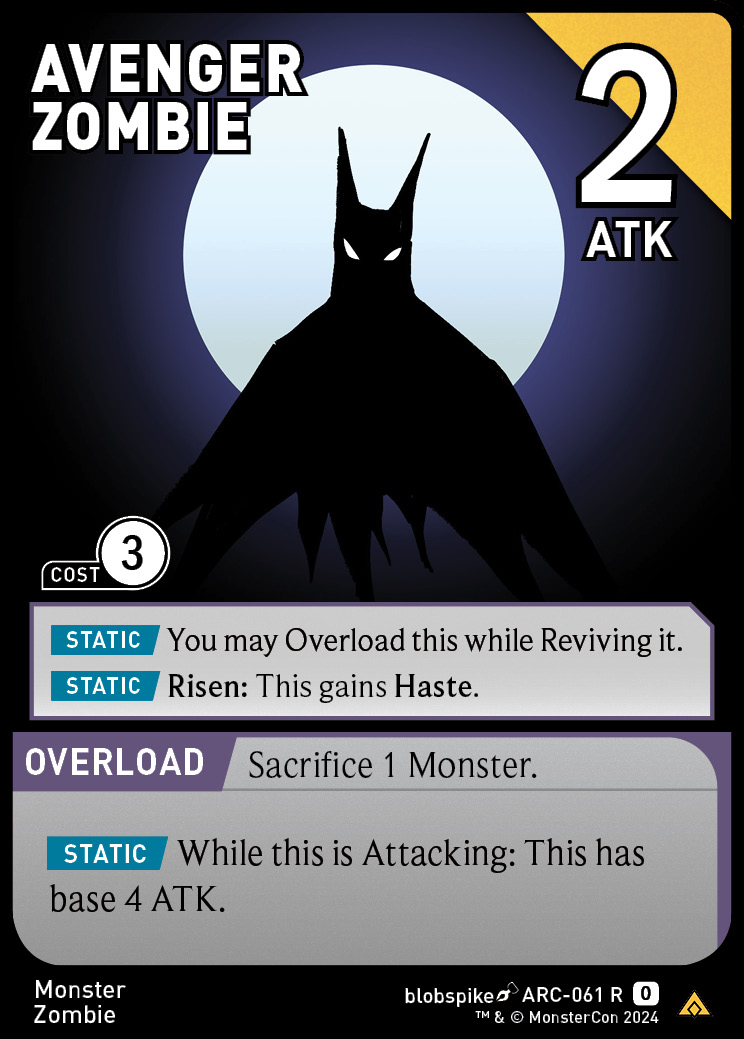 AVENGER
ZOMBIE
2
ATK
COST 3
STATIC You may Overload this while Reviving it.
STATIC Risen: This gains Haste.
OVERLOAD Sacrifice 1 Monster.
STATIC While this is Attacking: This has
base 4 ATK.
Monster
Zombie
blobspike ARC-061 R 0
™ & © MonsterCon 2024